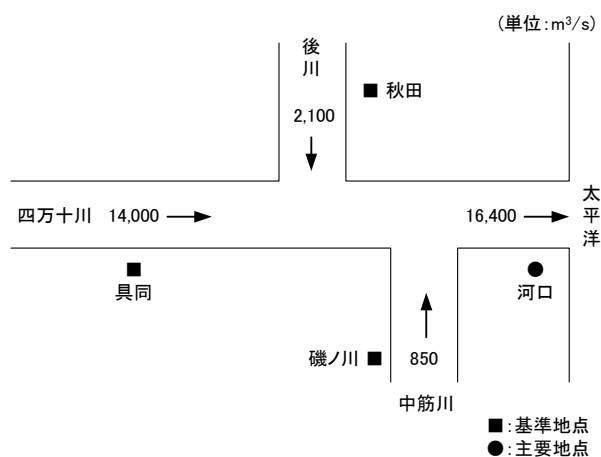 (単位:m³/s)
後川
秋田
2,100
四万十川 14,000
16,400
太平洋
具同
河口
磯ノ川
850
中筋川
■:基準地点
●:主要地点